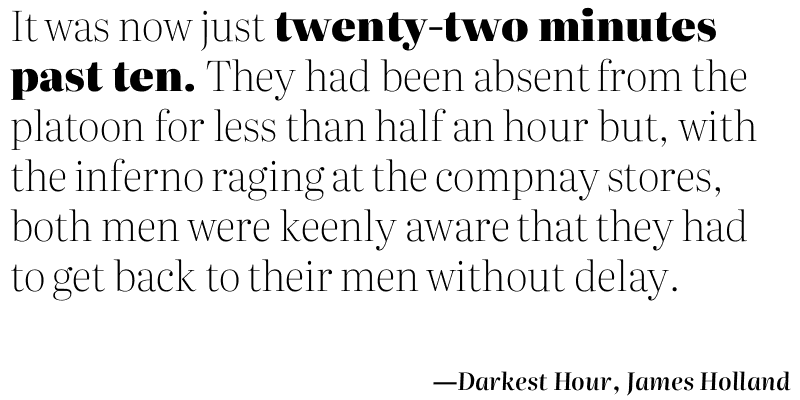 It was now just twenty-two minutes
past ten. They had been absent from the
platoon for less than half an hour but, with
the inferno raging at the compnay stores,
both men were keenly aware that they had
to get back to their men without delay.
—Darkest Hour, James Holland